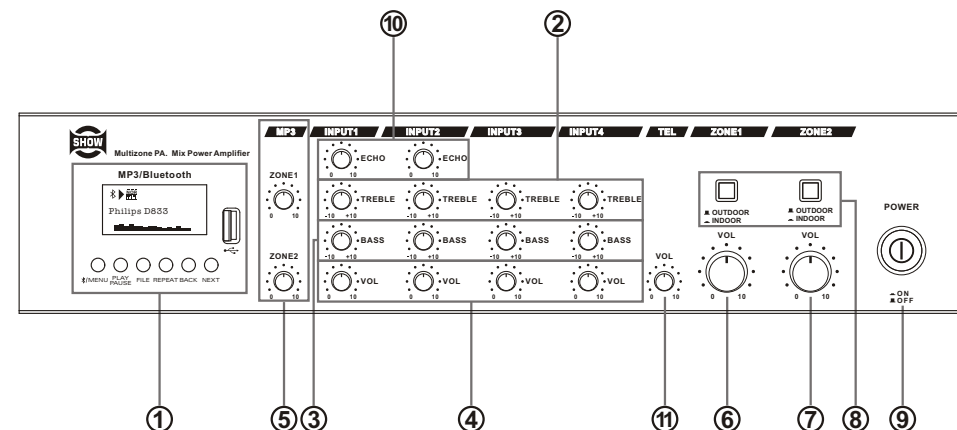 ⑩ ②
SHOW
Multizone PA. Mix Power Amplifier
MP3 INPUT1 INPUT2 INPUT3 INPUT4 TEL ZONE1 ZONE2
MP3/Bluetooth
Philips D833
/MENU PLAY PAUSE FILE REPEAT BACK NEXT
ZONE1
0 10
ZONE2
0 10
ECHO ECHO
0 10 0 10
TREBLE TREBLE TREBLE TREBLE
-10 +10 -10 +10 -10 +10 -10 +10
BASS BASS BASS BASS
-10 +10 -10 +10 -10 +10 -10 +10
VOL VOL VOL VOL
0 10 0 10 0 10 0 10
VOL
0 10
OUTDOOR
INDOOR
VOL
0 10
OUTDOOR
INDOOR
VOL
0 10
POWER
ON
OFF
① ⑤ ③ ④ ⑪ ⑥ ⑦ ⑧ ⑨